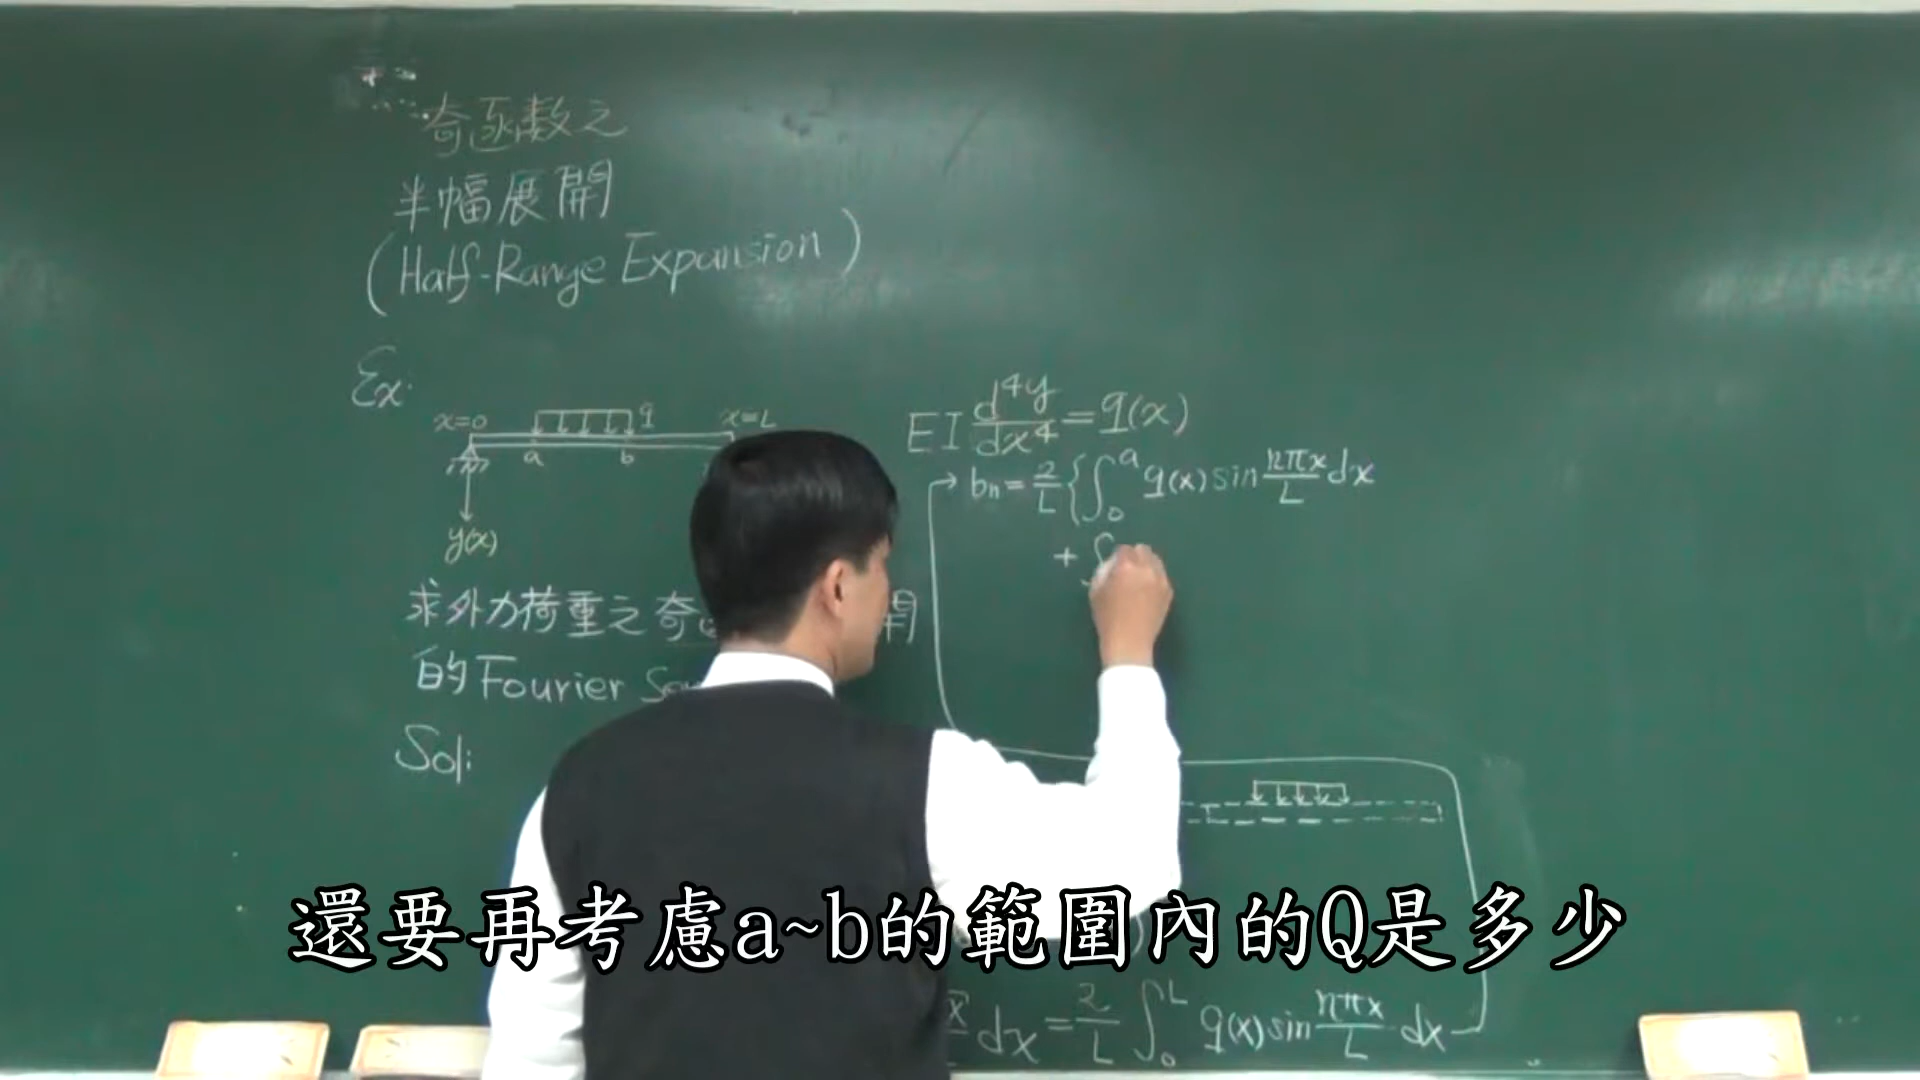 奇函數之
半幅展開
(Half-Range Expansion)
Ex:
x=0 q x=L
a b
y(x)
求外力荷重之奇
開
的Fourier Se
Sol:
EI d⁴y/dx⁴ = q(x)
bn = 2/L {∫₀ᵃ q(x) sin nπx/L dx
+ ∫
dx = 2/L ∫₀ᴸ q(x) sin nπx/L dx
還要再考慮a~b的範圍內的Q是多少